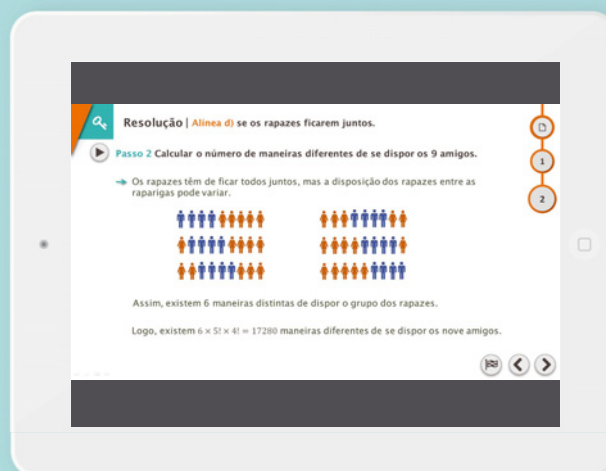 Resolução | Alínea d) se os rapazes ficarem juntos.
Passo 2 Calcular o número de maneiras diferentes de se dispor os 9 amigos.
Os rapazes têm de ficar todos juntos, mas a disposição dos rapazes entre as
raparigas pode variar.
1
2
Assim, existem 6 maneiras distintas de dispor o grupo dos rapazes.
Logo, existem 6 × 5! × 4! = 17280 maneiras diferentes de se dispor os nove amigos.